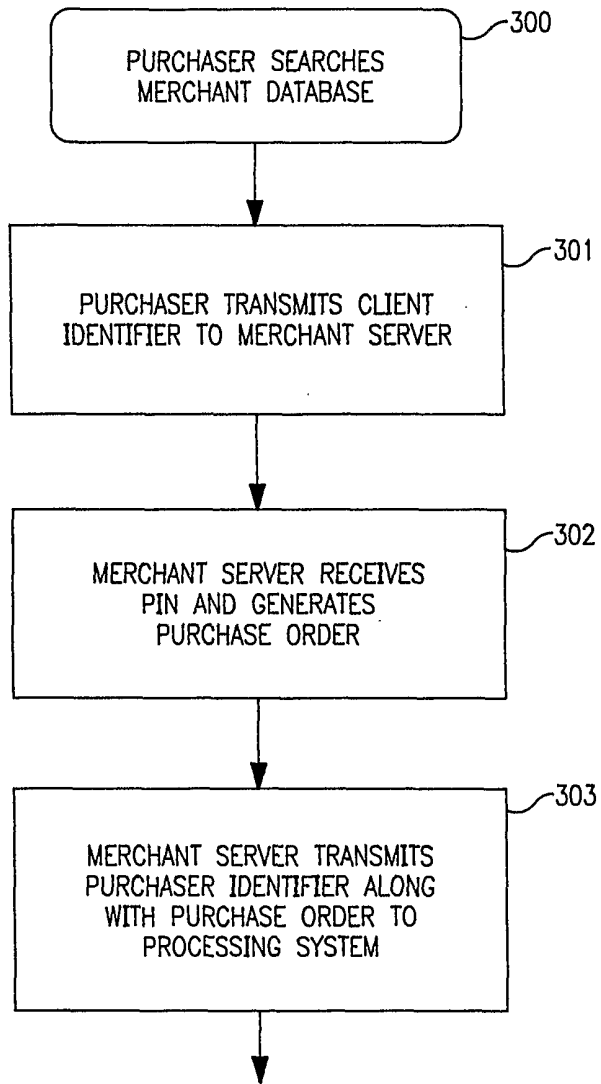 300
PURCHASER SEARCHES
MERCHANT DATABASE
301
PURCHASER TRANSMITS CLIENT
IDENTIFIER TO MERCHANT SERVER
302
MERCHANT SERVER RECEIVES
PIN AND GENERATES
PURCHASE ORDER
303
MERCHANT SERVER TRANSMITS
PURCHASER IDENTIFIER ALONG
WITH PURCHASE ORDER TO
PROCESSING SYSTEM